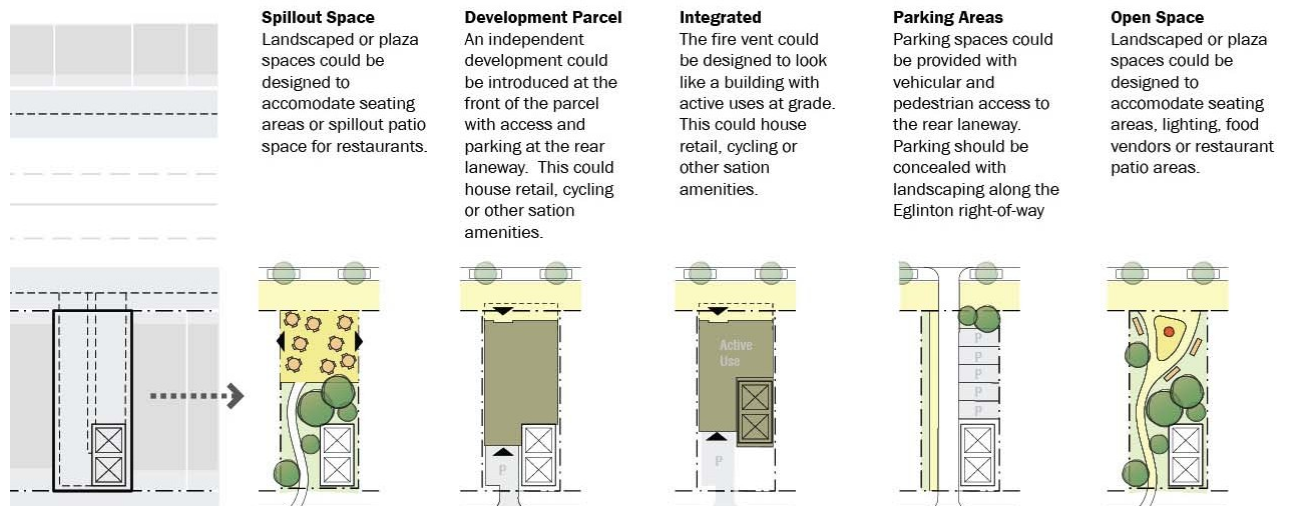 Spillout Space
Landscaped or plaza
spaces could be
designed to
accomodate seating
areas or spillout patio
space for restaurants.
Development Parcel
An independent
development could
be introduced at the
front of the parcel
with access and
parking at the rear
laneway.  This could
house retail, cycling
or other sation
amenities.
Integrated
The fire vent could
be designed to look
like a building with
active uses at grade.
This could house
retail, cycling or
other sation
amenities.
Parking Areas
Parking spaces could
be provided with
vehicular and
pedestrian access to
the rear laneway.
Parking should be
concealed with
landscaping along the
Eglinton right-of-way
Open Space
Landscaped or plaza
spaces could be
designed to
accomodate seating
areas, lighting, food
vendors or restaurant
patio areas.
P
Active
Use
P
P
P
P
P
P